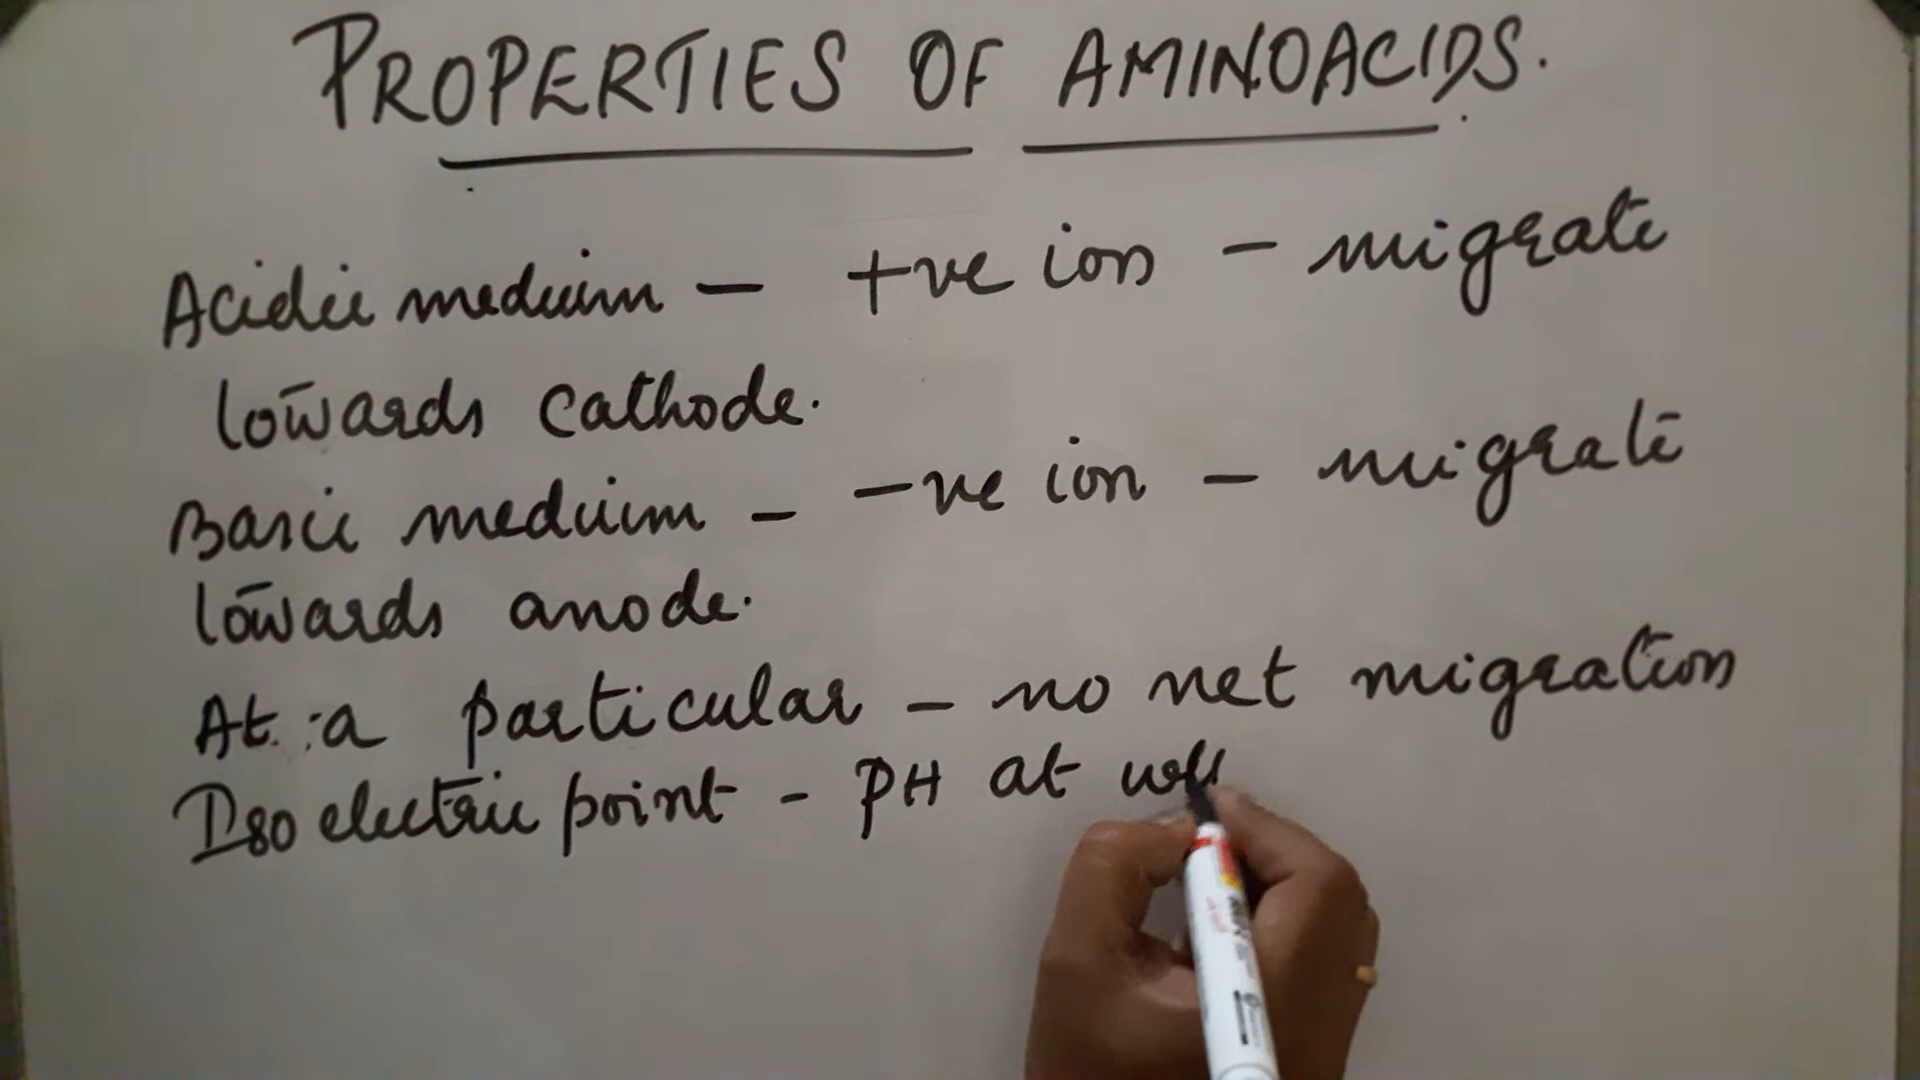 PROPERTIES OF AMINOACIDS.
Acidic medium – +ve ion – migrate
towards cathode.
Basic medium – -ve ion – migrate
towards anode.
At a particular – no net migration
Iso electric point – PH at